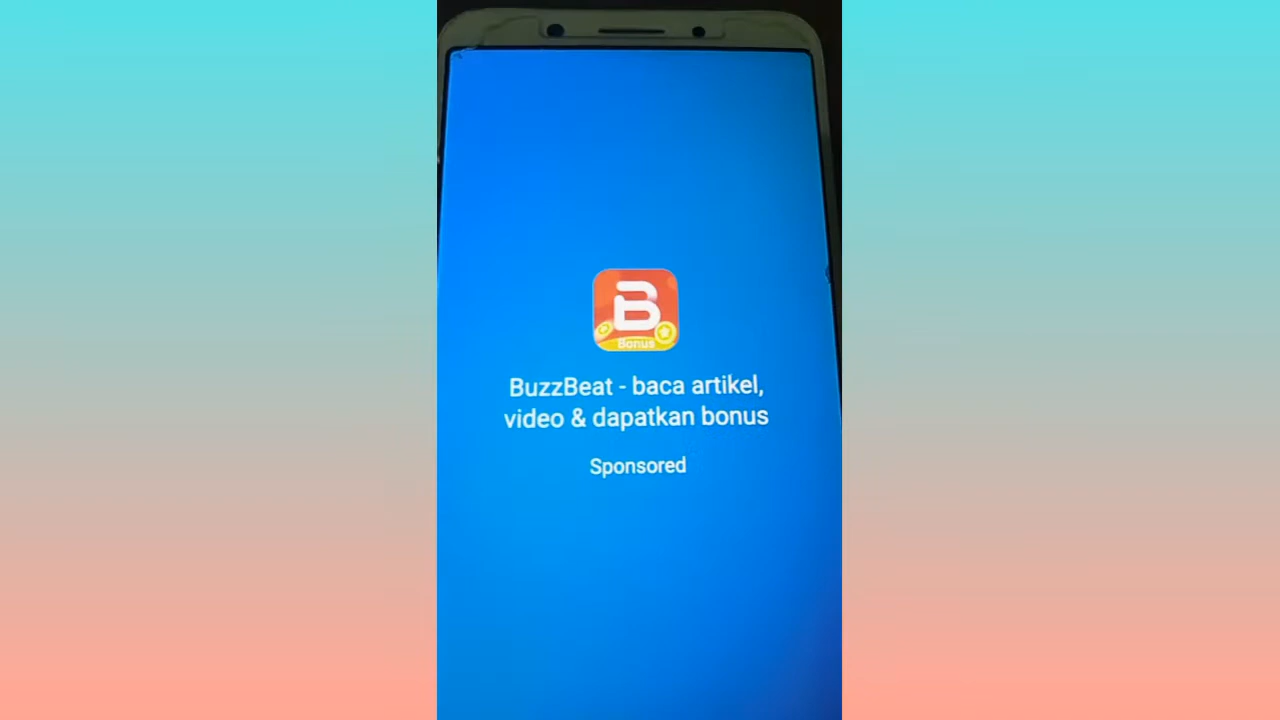 B
Bonus
BuzzBeat - baca artikel,
video & dapatkan bonus
Sponsored